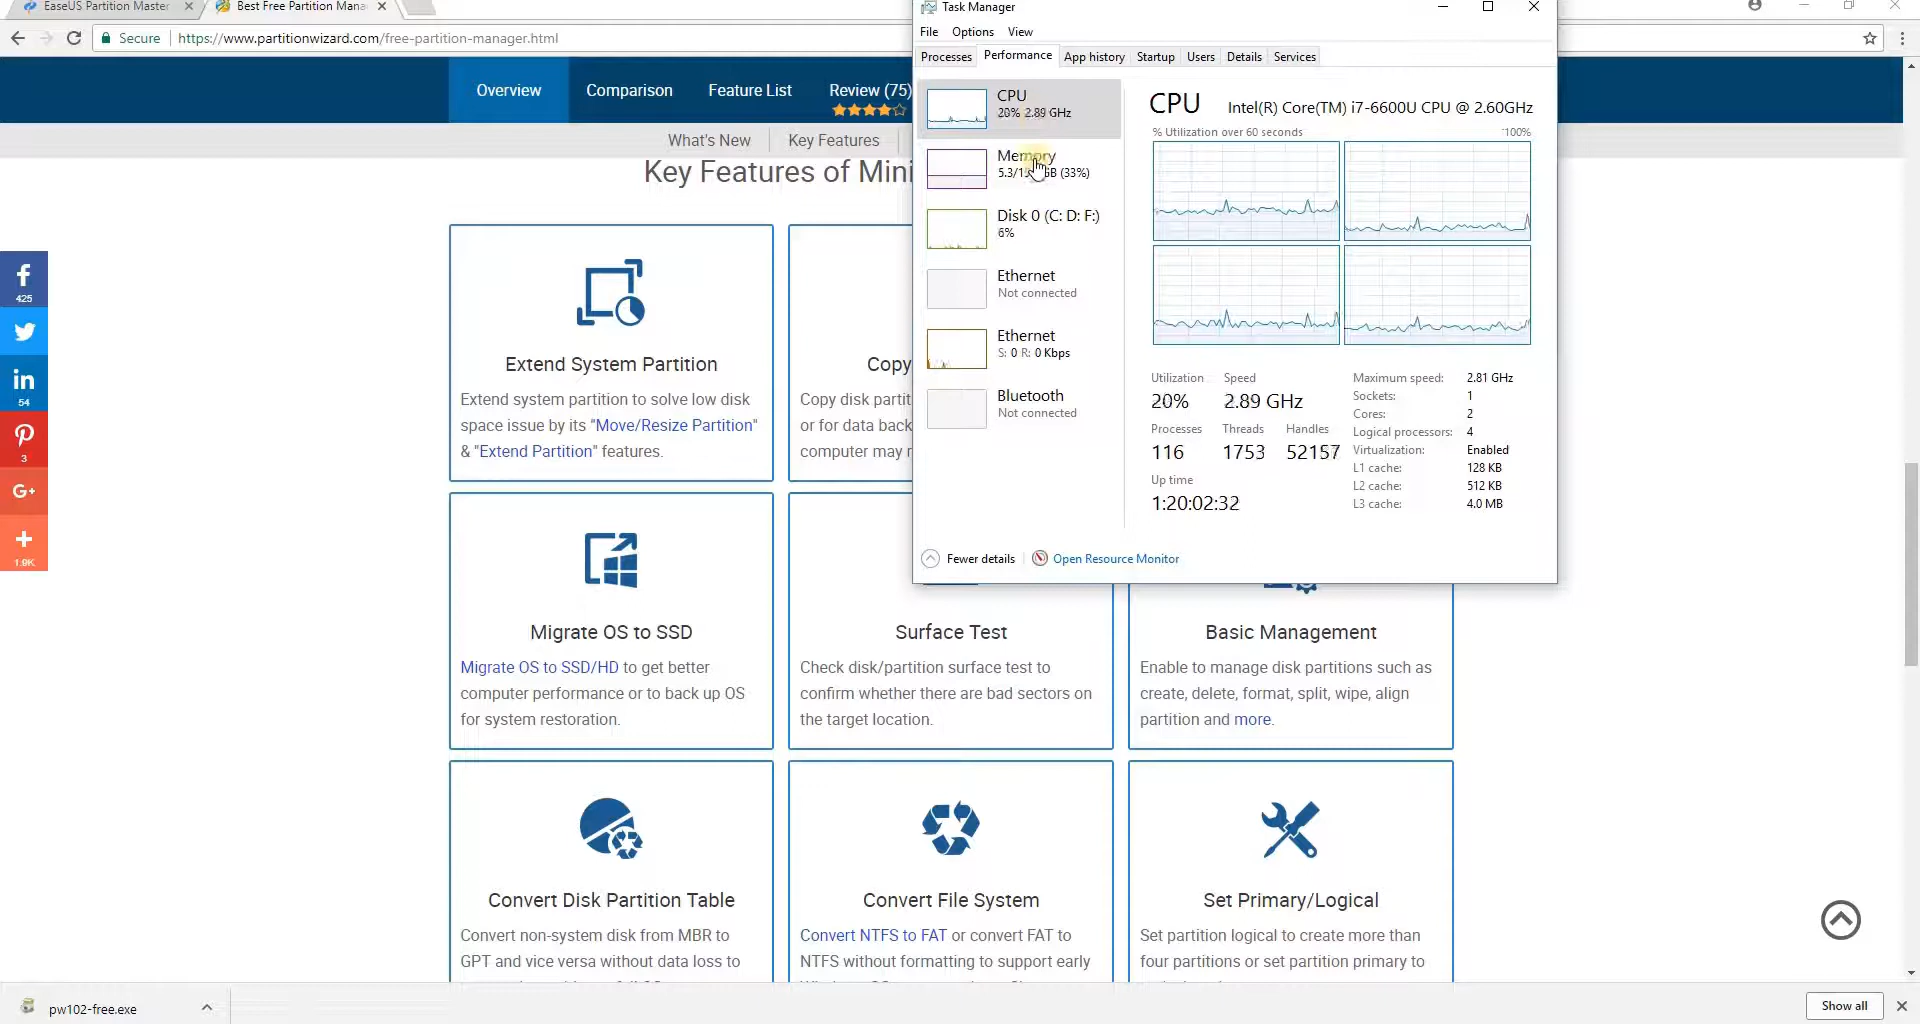 EaseUS Partition Master
Best Free Partition Mana
Secure
https://www.partitionwizard.com/free-partition-manager.html
Overview
Comparison
Feature List
Review (75)
What's New
Key Features
Key Features of Mini
425
54
3
G+
1.9K
Extend System Partition
Extend system partition to solve low disk
space issue by its "Move/Resize Partition"
& "Extend Partition" features.
Copy
Copy disk partit
or for data back
computer may r
Migrate OS to SSD
Migrate OS to SSD/HD to get better
computer performance or to back up OS
for system restoration.
Surface Test
Check disk/partition surface test to
confirm whether there are bad sectors on
the target location.
Basic Management
Enable to manage disk partitions such as
create, delete, format, split, wipe, align
partition and more.
Convert Disk Partition Table
Convert non-system disk from MBR to
GPT and vice versa without data loss to
Convert File System
Convert NTFS to FAT or convert FAT to
NTFS without formatting to support early
Set Primary/Logical
Set partition logical to create more than
four partitions or set partition primary to
Task Manager
File Options View
Processes Performance App history Startup Users Details Services
CPU
20% 2.89 GHz
Memory
(33%)
Disk 0 (C: D: F:)
6%
Ethernet
Not connected
Ethernet
S: 0 R: 0 Kbps
Bluetooth
Not connected
CPU
Intel(R) Core(TM) i7-6600U CPU @ 2.60GHz
% Utilization over 60 seconds
100%
Utilization
20%
Speed
2.89 GHz
Processes
116
Threads
1753
Handles
52157
Up time
1:20:02:32
Maximum speed: 2.81 GHz
Sockets: 1
Cores: 2
Logical processors: 4
Virtualization: Enabled
L1 cache: 128 KB
L2 cache: 512 KB
L3 cache: 4.0 MB
Fewer details
Open Resource Monitor
pw102-free.exe
Show all